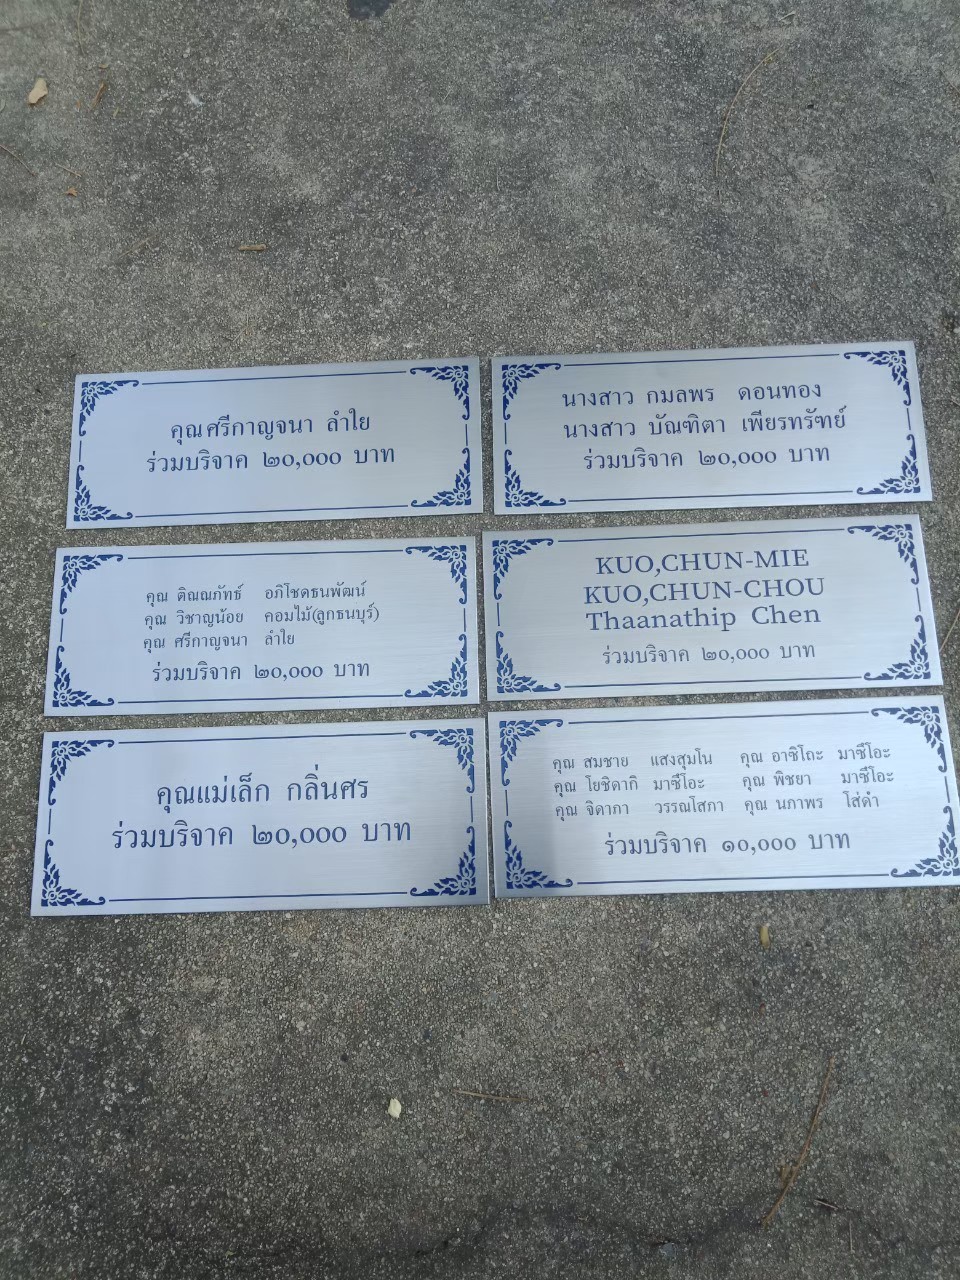 คุณศรีกาญจนา ลำใย
ร่วมบริจาค ๒๐,๐๐๐ บาท
นางสาว กมลพร ดอนทอง
นางสาว บัณฑิตา เพียรทรัฑย์
ร่วมบริจาค ๒๐,๐๐๐ บาท
คุณ ติณณภัทธ์ อภิโชดธนพัฒน์
คุณ วิชาญน้อย คอมไม้(ลูกธนบุร์)
คุณ ศรีกาญจนา ลำใย
ร่วมบริจาค ๒๐,๐๐๐ บาท
KUO,CHUN-MIE
KUO,CHUN-CHOU
Thaanathip Chen
ร่วมบริจาค ๒๐,๐๐๐ บาท
คุณแม่เล็ก กลิ่นศร
ร่วมบริจาค ๒๐,๐๐๐ บาท
คุณ สมชาย แสงสุมโน คุณ อาซิโถะ มาซีโอะ
คุณ โยชิดากิ มาซีโอะ คุณ พิชยา มาซีโอะ
คุณ จิดาภา วรรณโสภา คุณ นภาพร โส่ดำ
ร่วมบริจาค ๑๐,๐๐๐ บาท